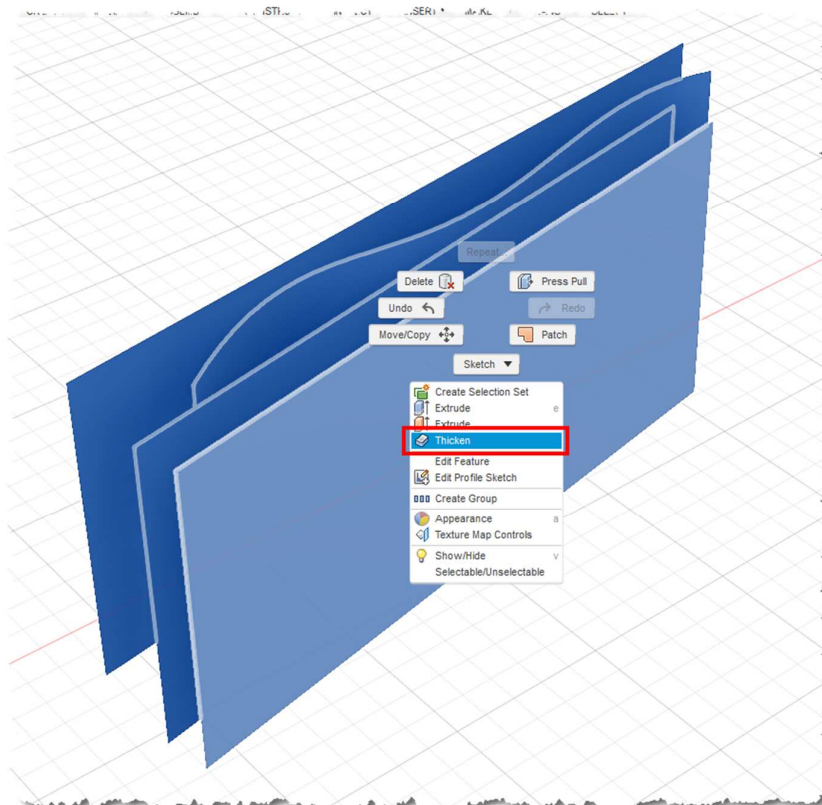 Repeat...
Delete
Press Pull
Undo
Redo
Move/Copy
Patch
Sketch
Create Selection Set
Extrude e
Extrude
Thicken
Edit Feature
Edit Profile Sketch
Create Group
Appearance a
Texture Map Controls
Show/Hide v
Selectable/Unselectable